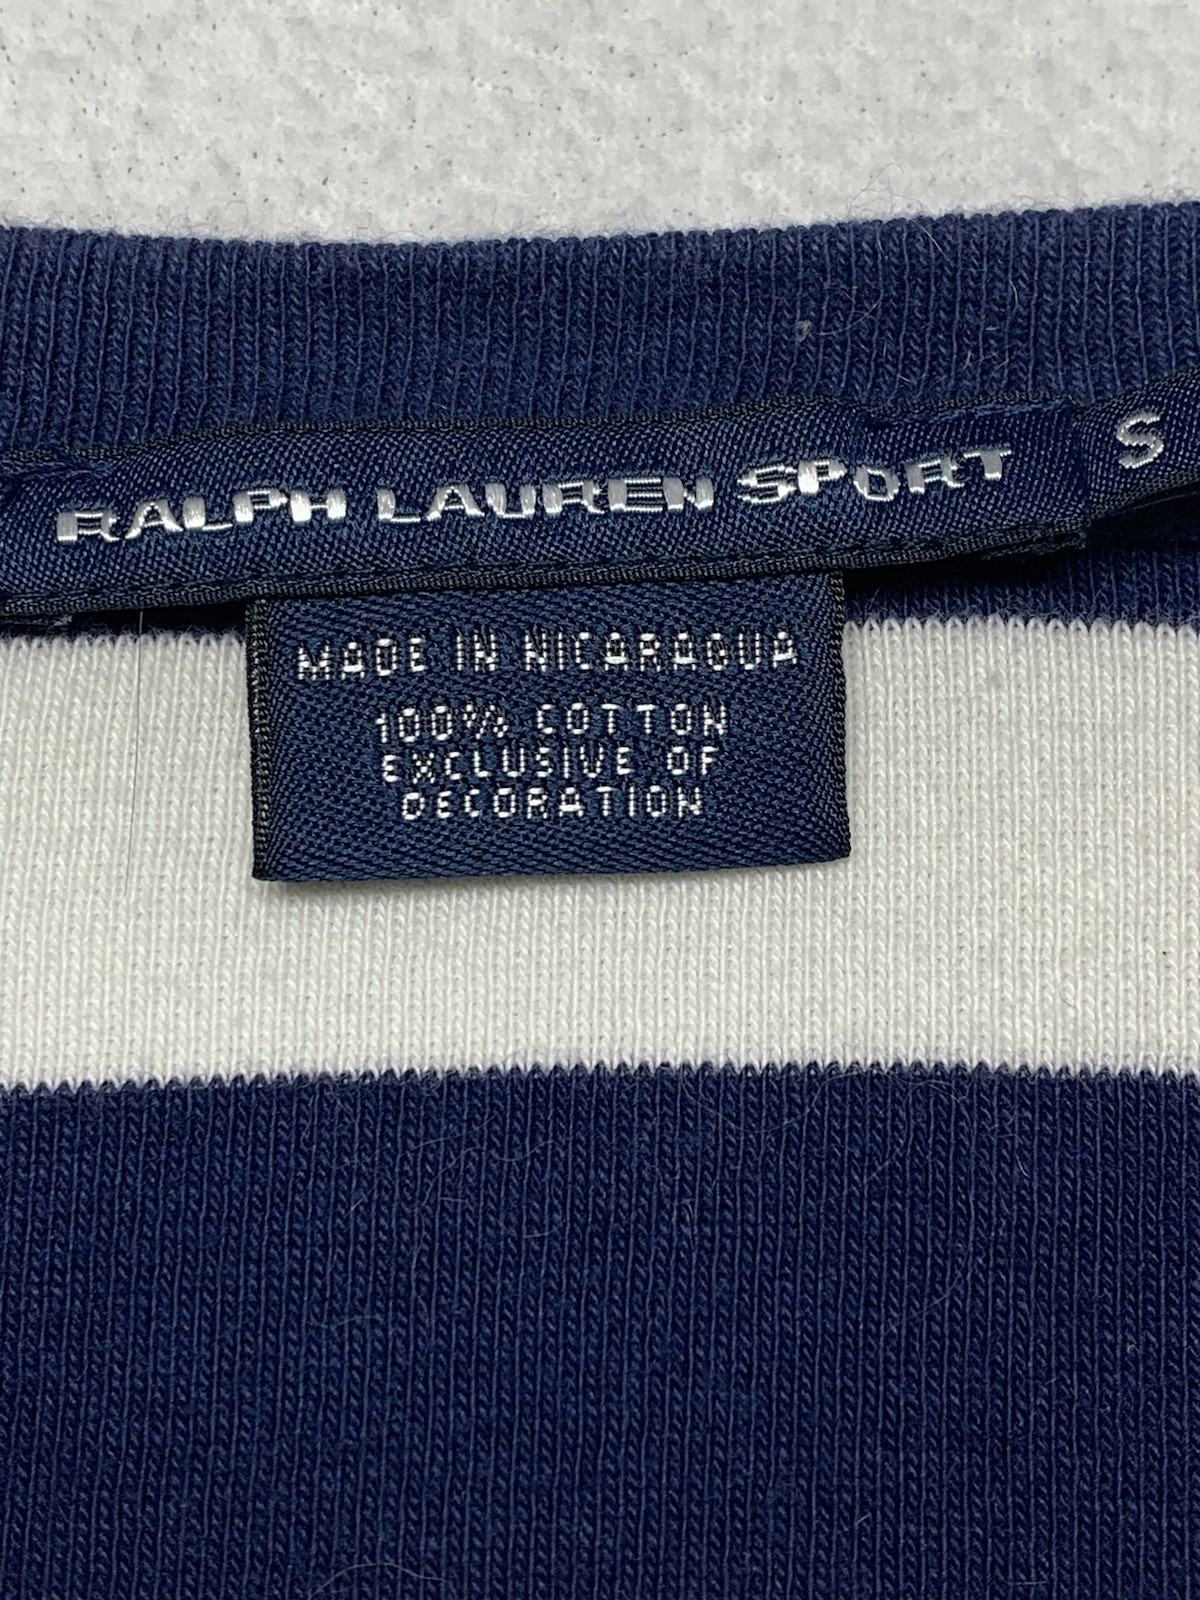 RALPH LAUREN SPORT S
MADE IN NICARAGUA
100% COTTON
EXCLUSIVE OF
DECORATION